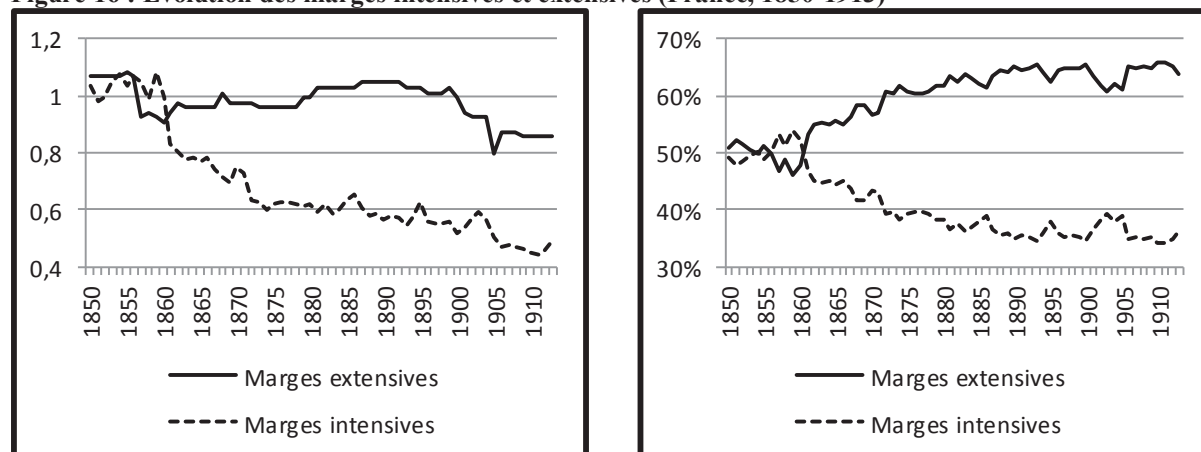 Figure : Evolution des marges intensives et extensives (France, 1850-1913)
1,2
1
0,8
0,6
0,4
1850 1855 1860 1865 1870 1875 1880 1885 1890 1895 1900 1905 1910
Marges extensives
Marges intensives
70%
60%
50%
40%
30%
1850 1855 1860 1865 1870 1875 1880 1885 1890 1895 1900 1905 1910
Marges extensives
Marges intensives